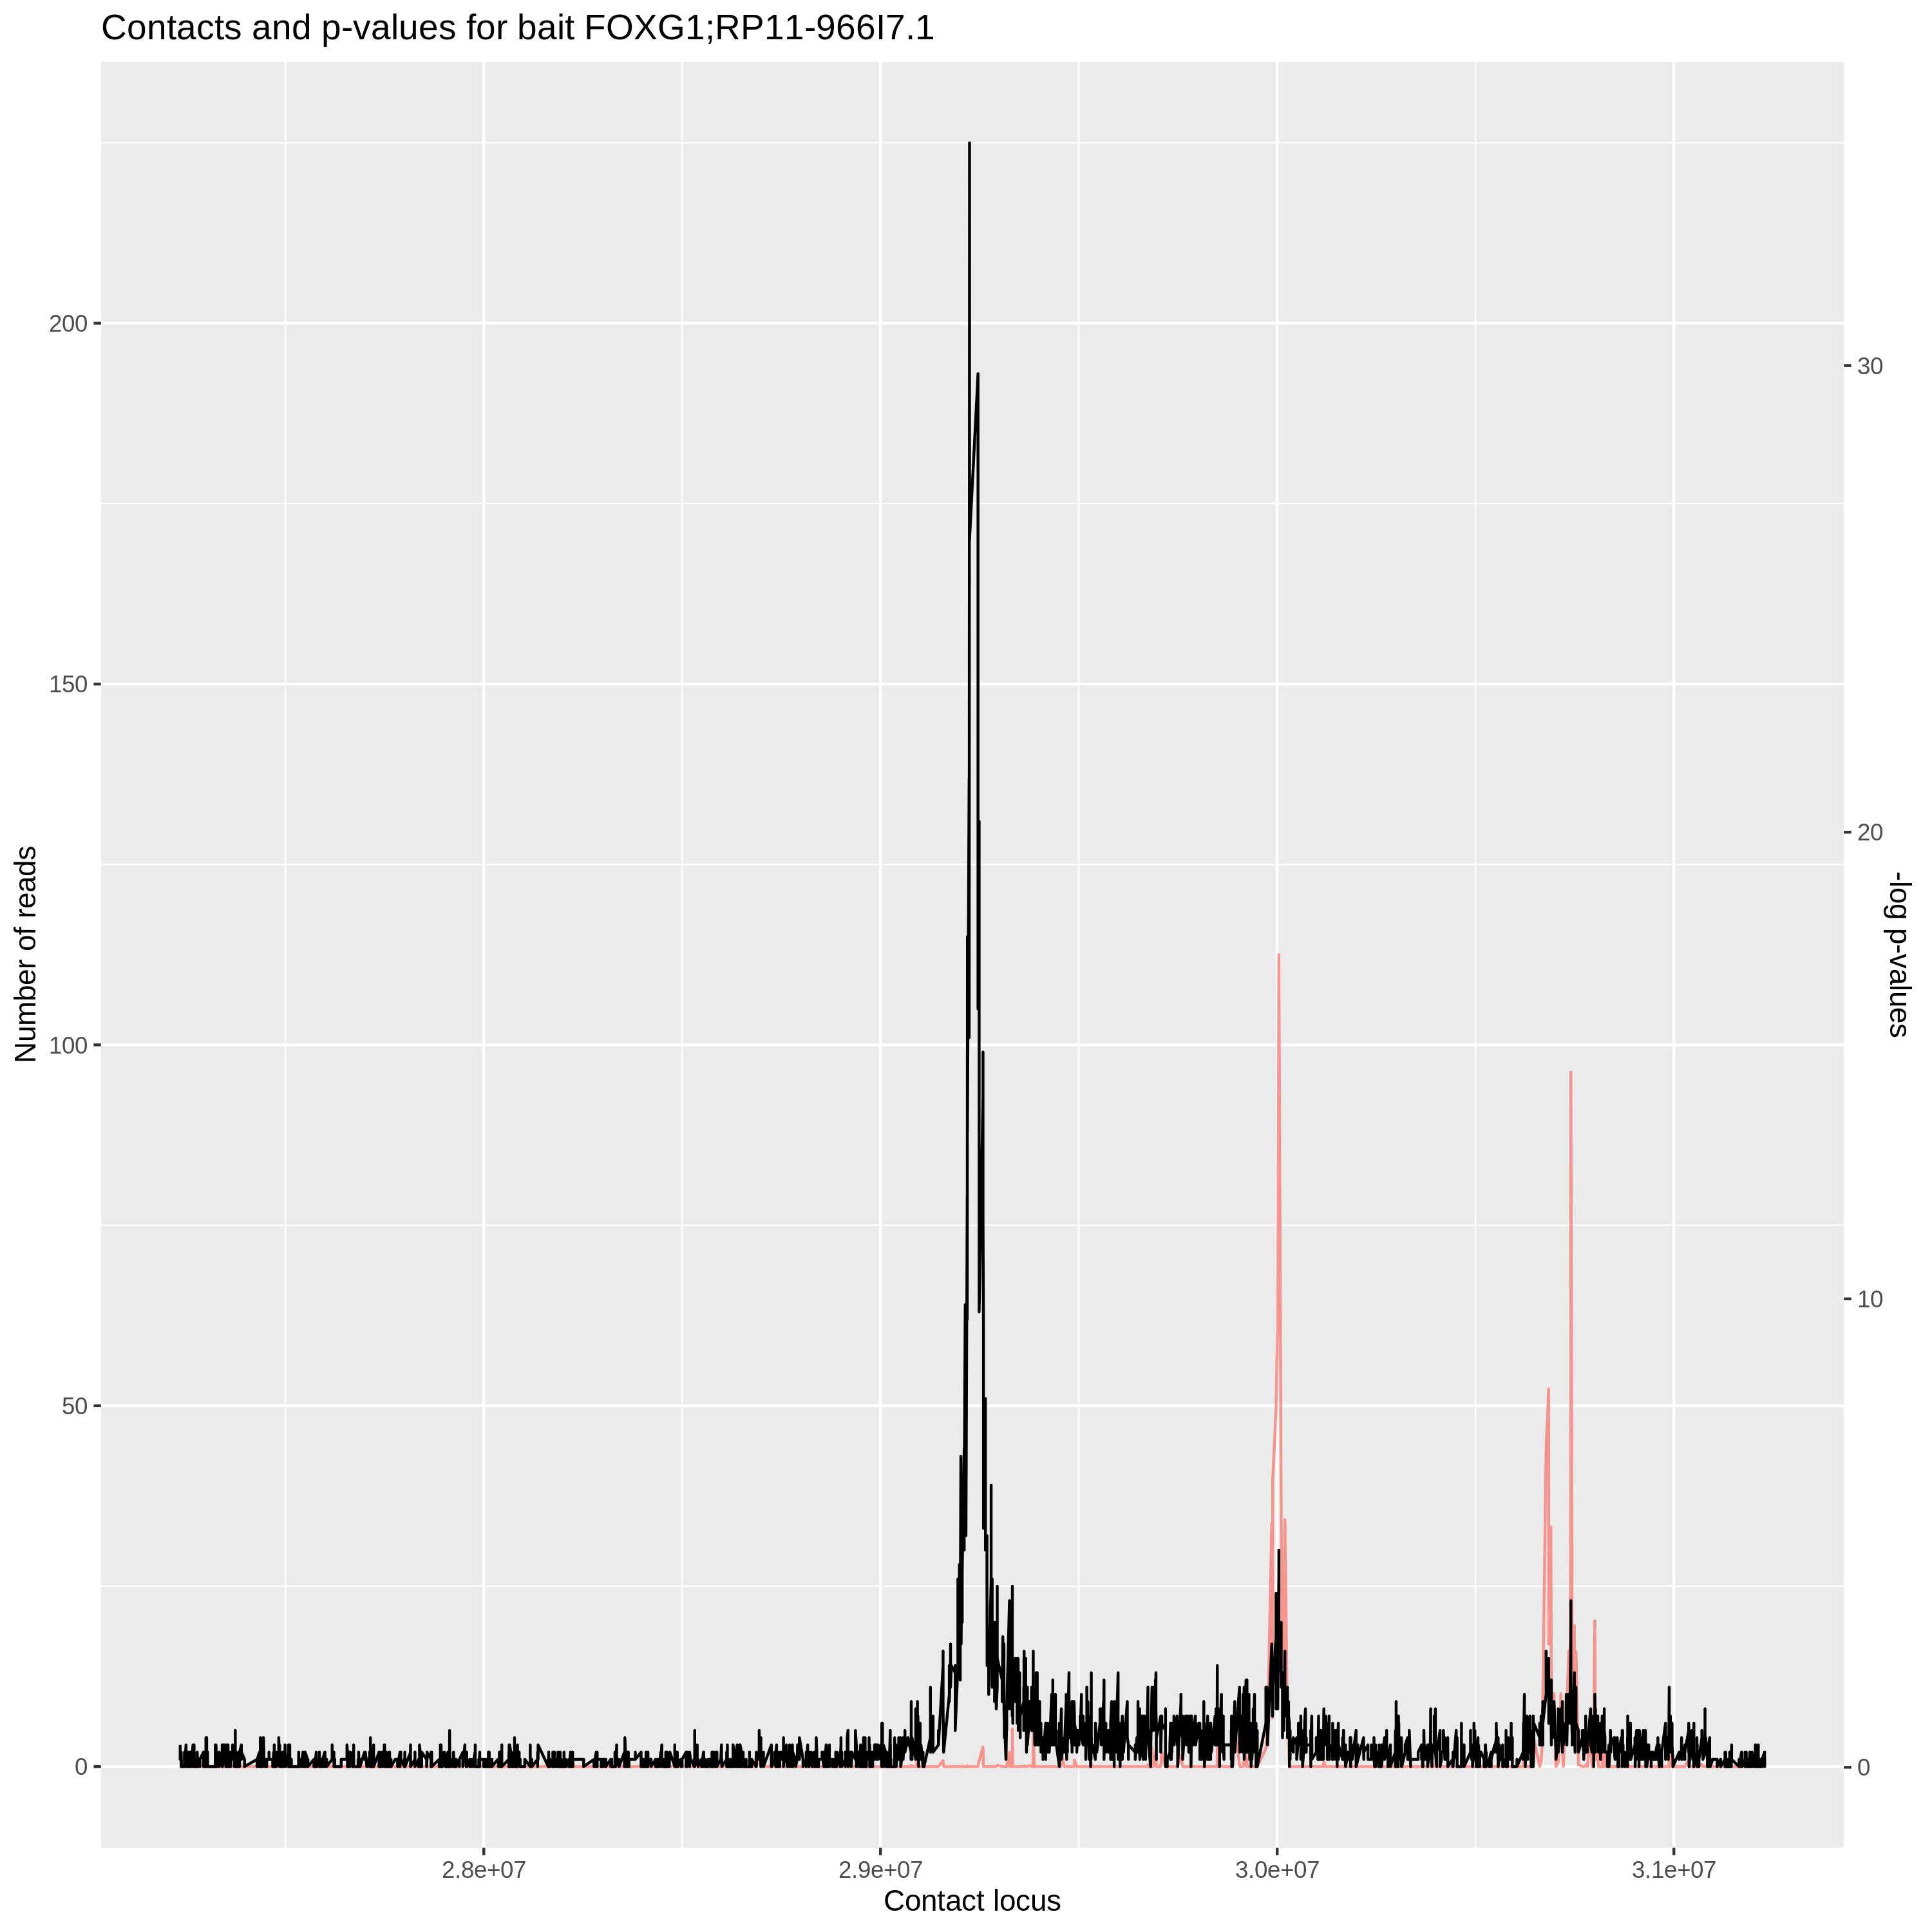 Contacts and p-values for bait FOXG1;RP11-966I7.1
200
150
100
50
0
Number of reads
30
20
10
0
-log p-values
2.8e+07
2.9e+07
3.0e+07
3.1e+07
Contact locus